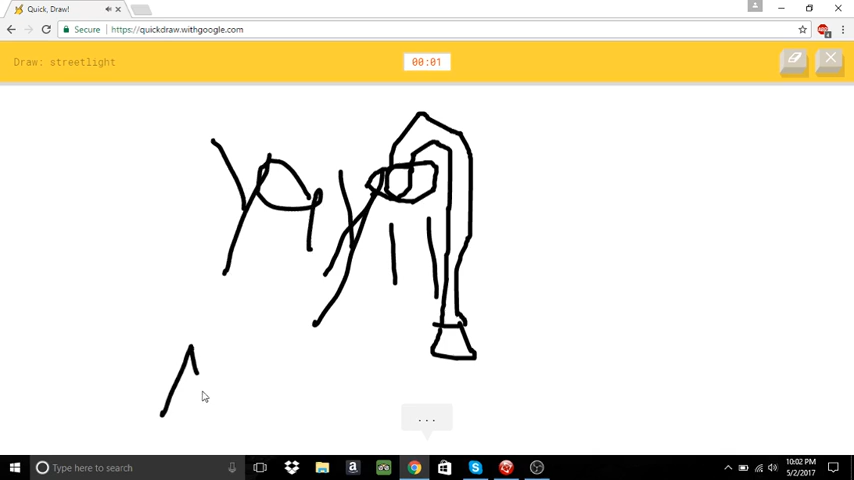 Quick, Draw!
Secure
https://quickdraw.withgoogle.com
Draw: streetlight
00:01
...
Type here to search
10:02 PM
5/2/2017